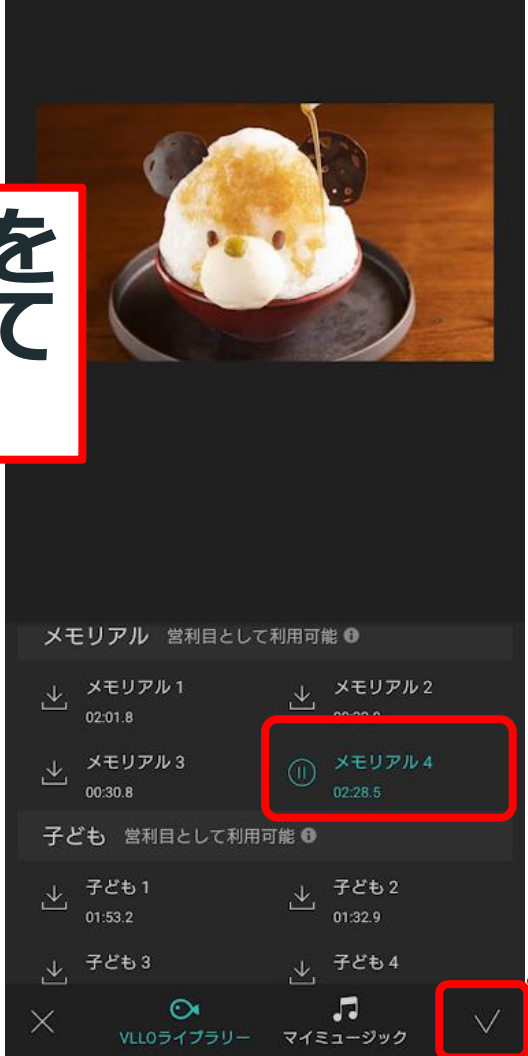 を
て
メモリアル 営利目として利用可能
メモリアル 1
メモリアル 2
02:01.8
メモリアル 3
メモリアル 4
00:30.8
02:28.5
子ども 営利目として利用可能
子ども 1
子ども 2
01:53.2
01:32.9
子ども 3
子ども 4
VLLOライブラリー
マイミュージック